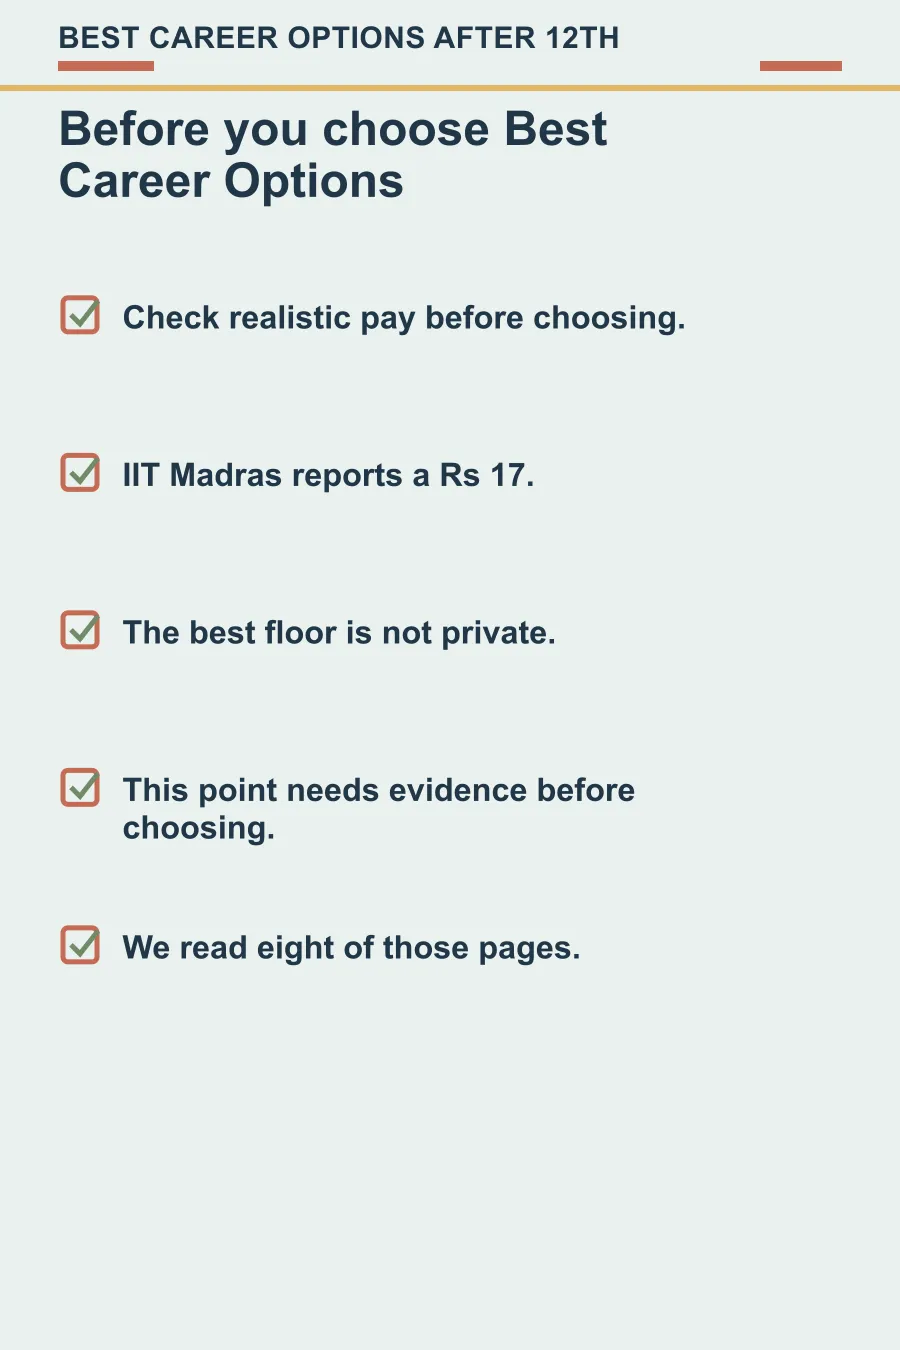 BEST CAREER OPTIONS AFTER 12TH
Before you choose Best
Career Options
Check realistic pay before choosing.
IIT Madras reports a Rs 17.
The best floor is not private.
This point needs evidence before
choosing.
We read eight of those pages.